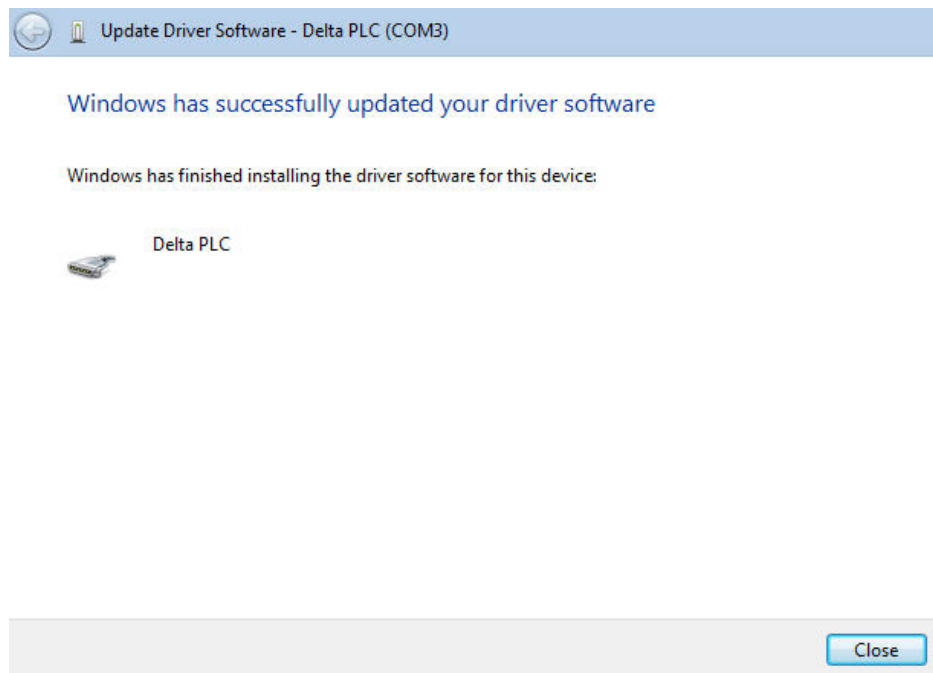 Update Driver Software - Delta PLC (COM3)
Windows has successfully updated your driver software
Windows has finished installing the driver software for this device:
Delta PLC
Close